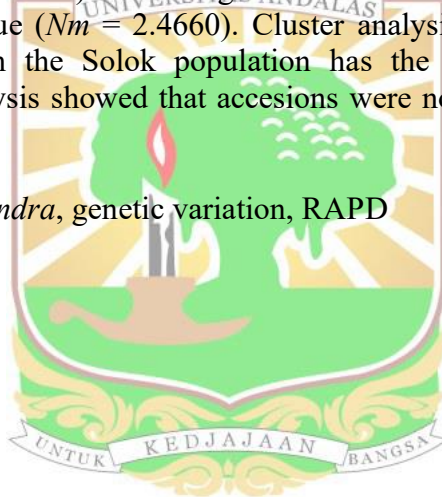 UNIVERSITAS ANDALAS
ue (Nm = 2.4660). Cluster analysi
the Solok population has the
ysis showed that accesions were no
ndra, genetic variation, RAPD
UNTUK KEDJAJAAN BANGSA